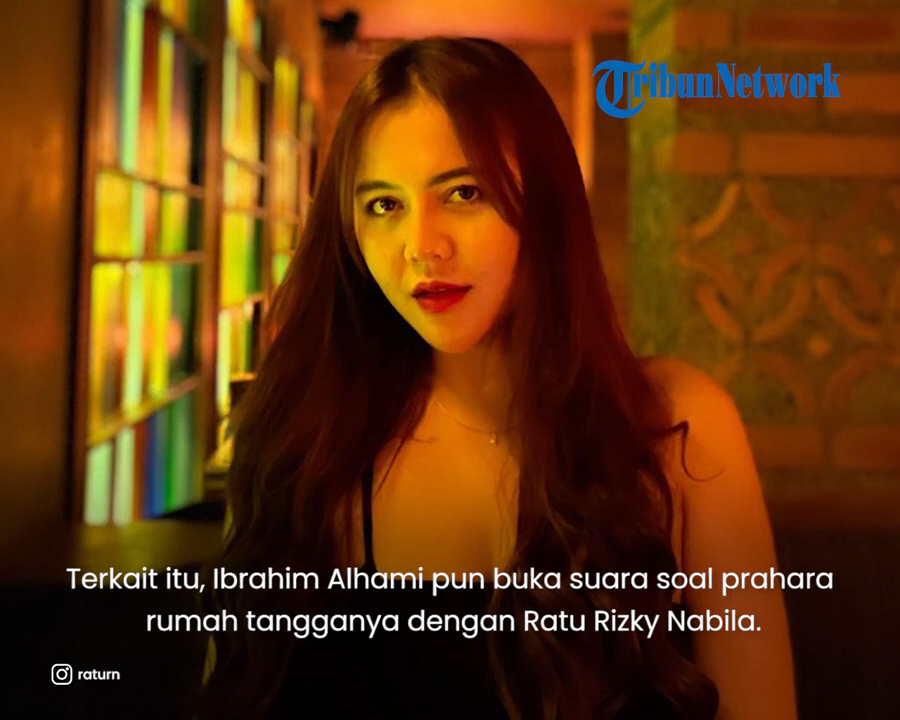 TribunNetwork
Terkait itu, Ibrahim Alhami pun buka suara soal prahara
rumah tangganya dengan Ratu Rizky Nabila.
raturn